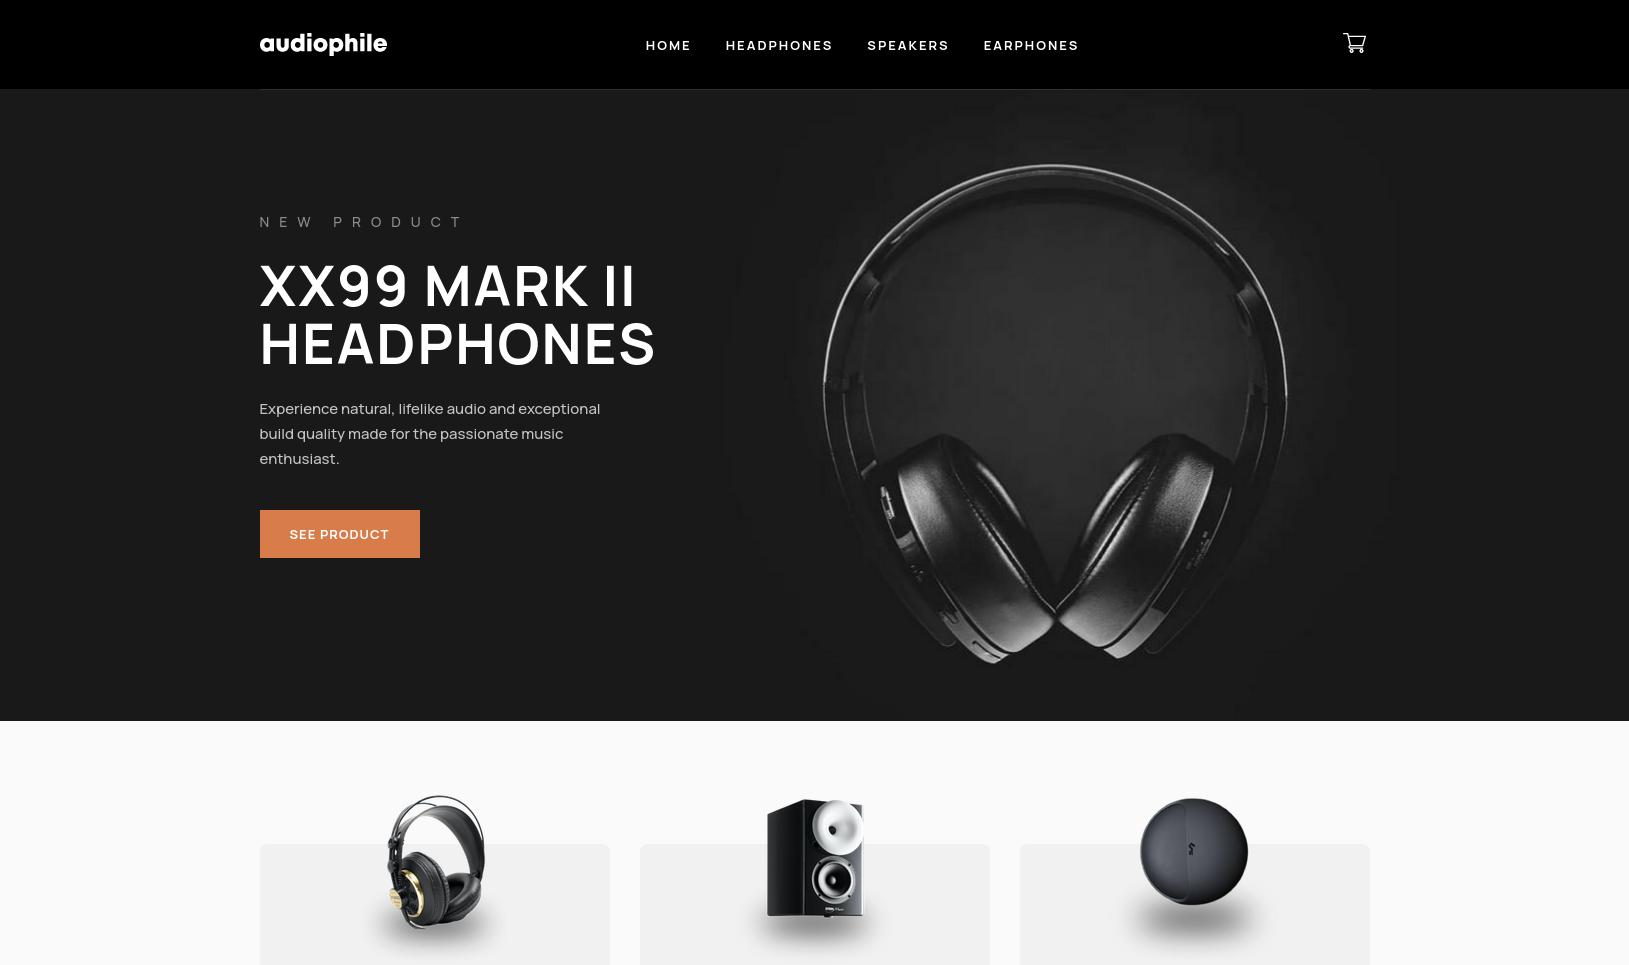 audiophile
HOME HEADPHONES SPEAKERS EARPHONES
NEW PRODUCT
XX99 MARK II
HEADPHONES
Experience natural, lifelike audio and exceptional
build quality made for the passionate music
enthusiast.
SEE PRODUCT